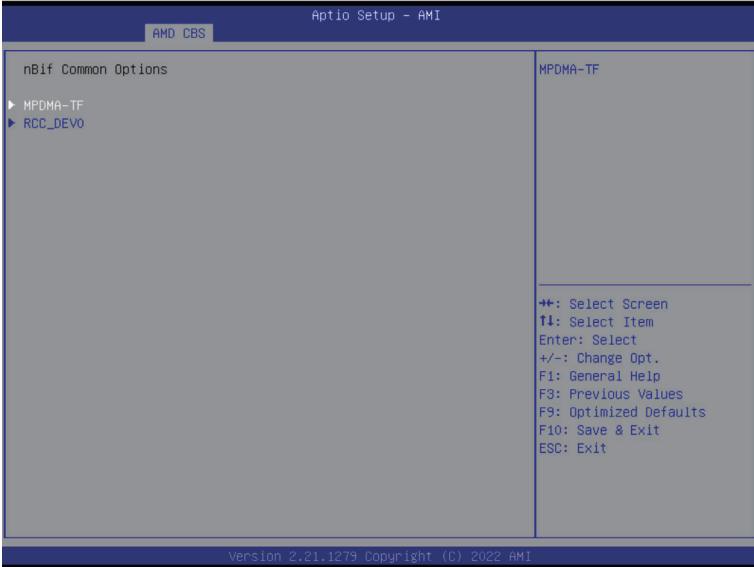 Aptio Setup – AMI
AMD CBS
nBif Common Options
MPDMA-TF
RCC_DEV0
MPDMA-TF
→←: Select Screen
↑↓: Select Item
Enter: Select
+/-: Change Opt.
F1: General Help
F3: Previous Values
F9: Optimized Defaults
F10: Save & Exit
ESC: Exit
Version 2.21.1279 Copyright (C) 2022 AMI